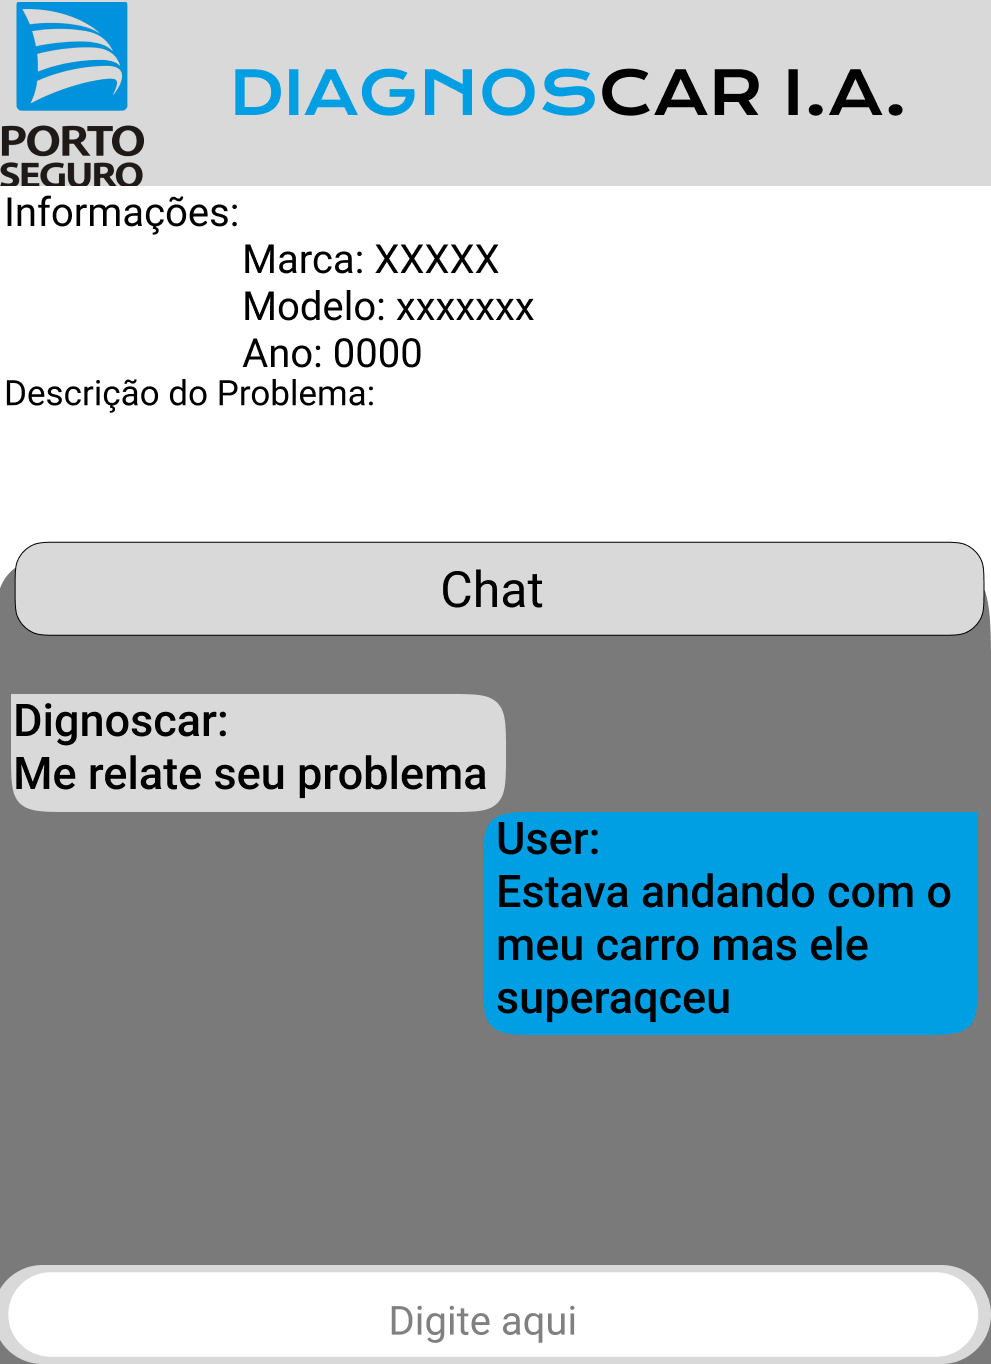 PORTO
SEGURO
DIAGNOSCAR I.A.
Informações:
Marca: XXXXX
Modelo: xxxxxxx
Ano: 0000
Descrição do Problema:
Chat
Dignoscar:
Me relate seu problema
User:
Estava andando com o
meu carro mas ele
superaqceu
Digite aqui